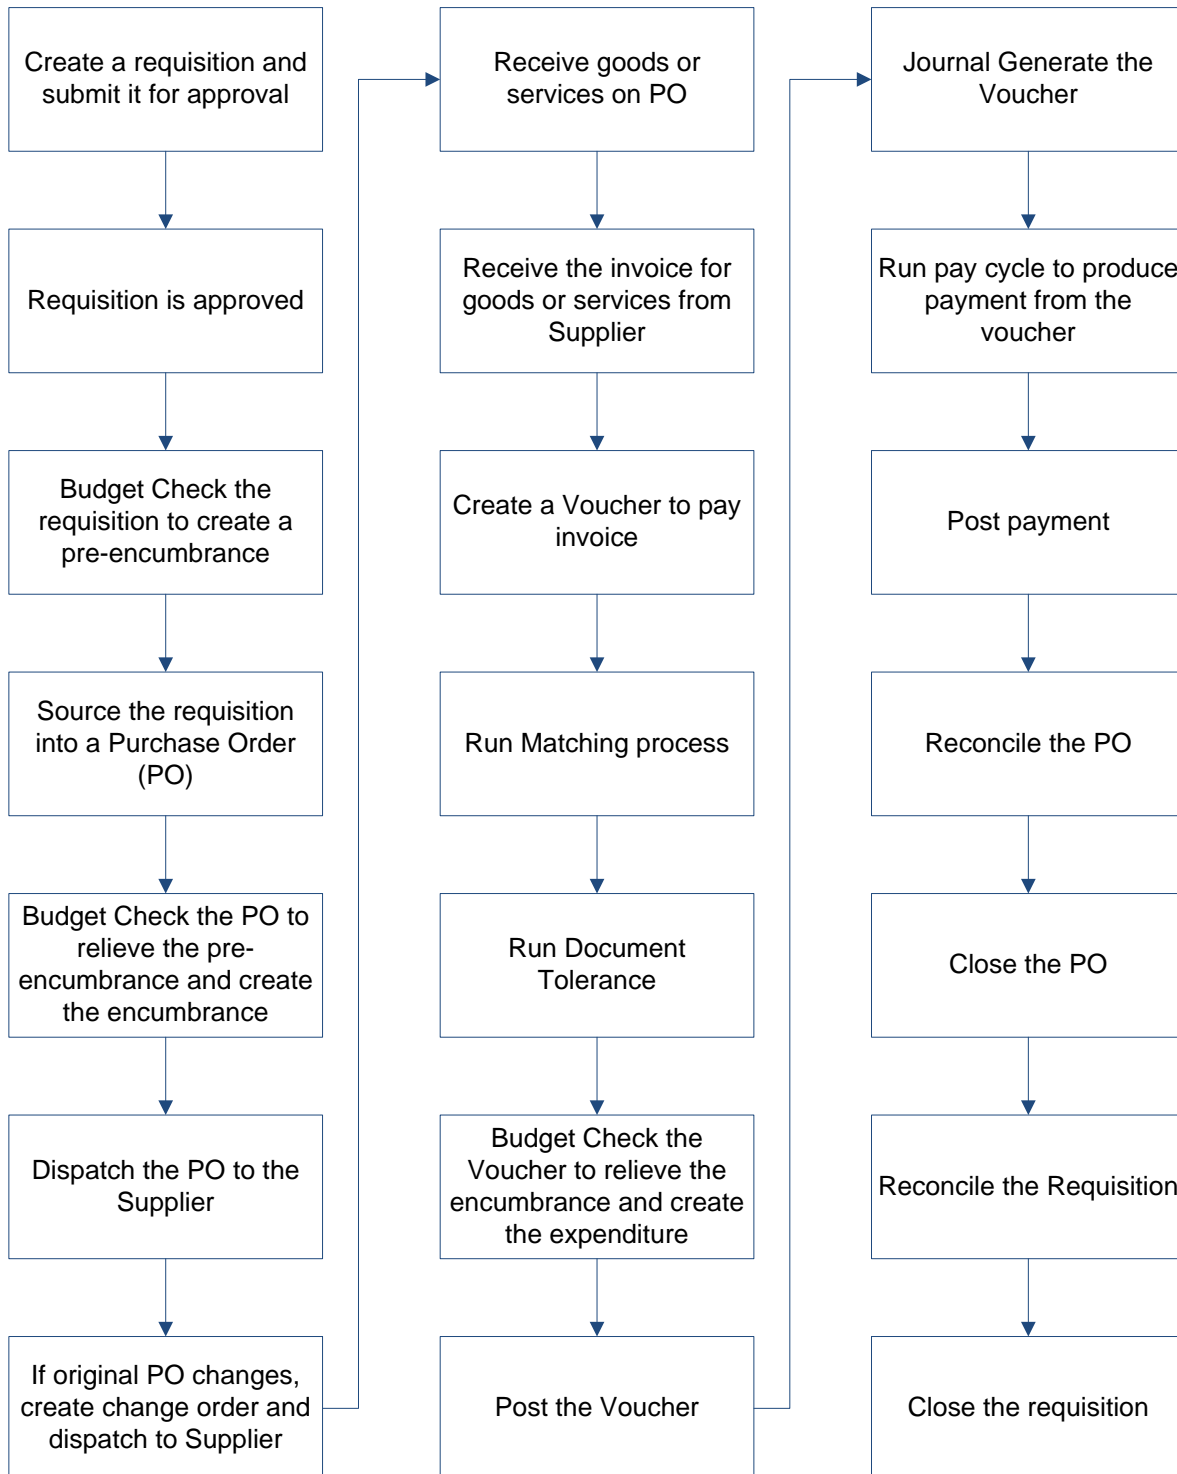 Create a requisition and
submit it for approval
Requisition is approved
Budget Check the
requisition to create a
pre-encumbrance
Source the requisition
into a Purchase Order
(PO)
Budget Check the PO to
relieve the pre-
encumbrance and create
the encumbrance
Dispatch the PO to the
Supplier
If original PO changes,
create change order and
dispatch to Supplier
Receive goods or
services on PO
Receive the invoice for
goods or services from
Supplier
Create a Voucher to pay
invoice
Run Matching process
Run Document
Tolerance
Budget Check the
Voucher to relieve the
encumbrance and create
the expenditure
Post the Voucher
Journal Generate the
Voucher
Run pay cycle to produce
payment from the
voucher
Post payment
Reconcile the PO
Close the PO
Reconcile the Requisition
Close the requisition